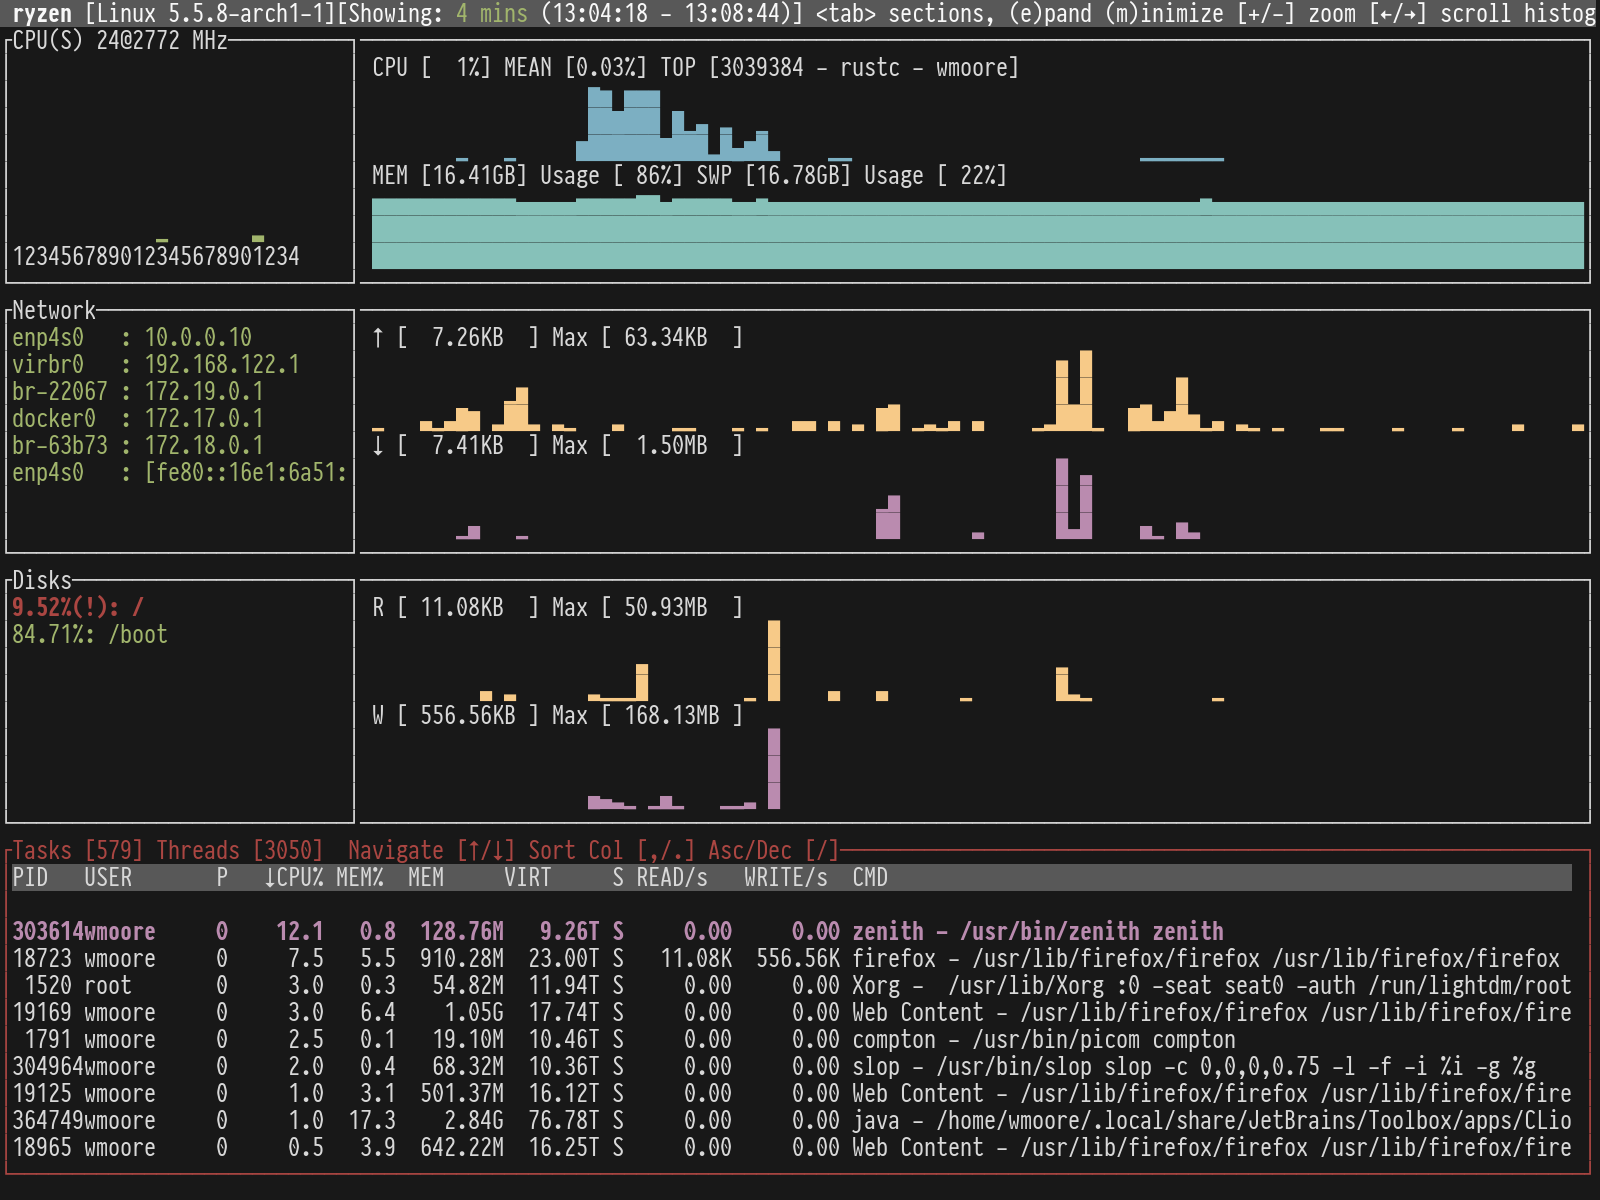 ryzen [Linux 5.5.8-arch1-1][Showing: 4 mins (13:04:18 - 13:08:44)] <tab> sections, (e)pand (m)inimize [+/-] zoom [←/→] scroll histog
CPU(S) 24@2772 MHz
CPU [  1%] MEAN [0.03%] TOP [3039384 - rustc - wmoore]
MEM [16.41GB] Usage [ 86%] SWP [16.78GB] Usage [ 22%]
123456789012345678901234
Network
enp4s0   : 10.0.0.10
virbr0   : 192.168.122.1
br-22067 : 172.19.0.1
docker0  : 172.17.0.1
br-63b73 : 172.18.0.1
enp4s0   : [fe80::16e1:6a51:
↑ [  7.26KB  ] Max [ 63.34KB  ]
↓ [  7.41KB  ] Max [  1.50MB  ]
Disks
9.52%(!): /
84.71%: /boot
R [ 11.08KB  ] Max [ 50.93MB  ]
W [ 556.56KB ] Max [ 168.13MB ]
Tasks [579] Threads [3050]  Navigate [↑/↓] Sort Col [,/.] Asc/Dec [/]
PID   USER       P   ↓CPU% MEM%  MEM     VIRT     S READ/s   WRITE/s  CMD
303614wmoore     0    12.1   0.8  128.76M   9.26T S     0.00     0.00 zenith - /usr/bin/zenith zenith
18723 wmoore     0     7.5   5.5  910.28M  23.00T S   11.08K  556.56K firefox - /usr/lib/firefox/firefox /usr/lib/firefox/firefox
1520 root       0     3.0   0.3   54.82M  11.94T S     0.00     0.00 Xorg -  /usr/lib/Xorg :0 -seat seat0 -auth /run/lightdm/root
19169 wmoore     0     3.0   6.4    1.05G  17.74T S     0.00     0.00 Web Content - /usr/lib/firefox/firefox /usr/lib/firefox/fire
1791 wmoore     0     2.5   0.1   19.10M  10.46T S     0.00     0.00 compton - /usr/bin/picom compton
304964wmoore     0     2.0   0.4   68.32M  10.36T S     0.00     0.00 slop - /usr/bin/slop slop -c 0,0,0,0.75 -l -f -i %i -g %g
19125 wmoore     0     1.0   3.1  501.37M  16.12T S     0.00     0.00 Web Content - /usr/lib/firefox/firefox /usr/lib/firefox/fire
364749wmoore     0     1.0  17.3    2.84G  76.78T S     0.00     0.00 java - /home/wmoore/.local/share/JetBrains/Toolbox/apps/CLio
18965 wmoore     0     0.5   3.9  642.22M  16.25T S     0.00     0.00 Web Content - /usr/lib/firefox/firefox /usr/lib/firefox/fire